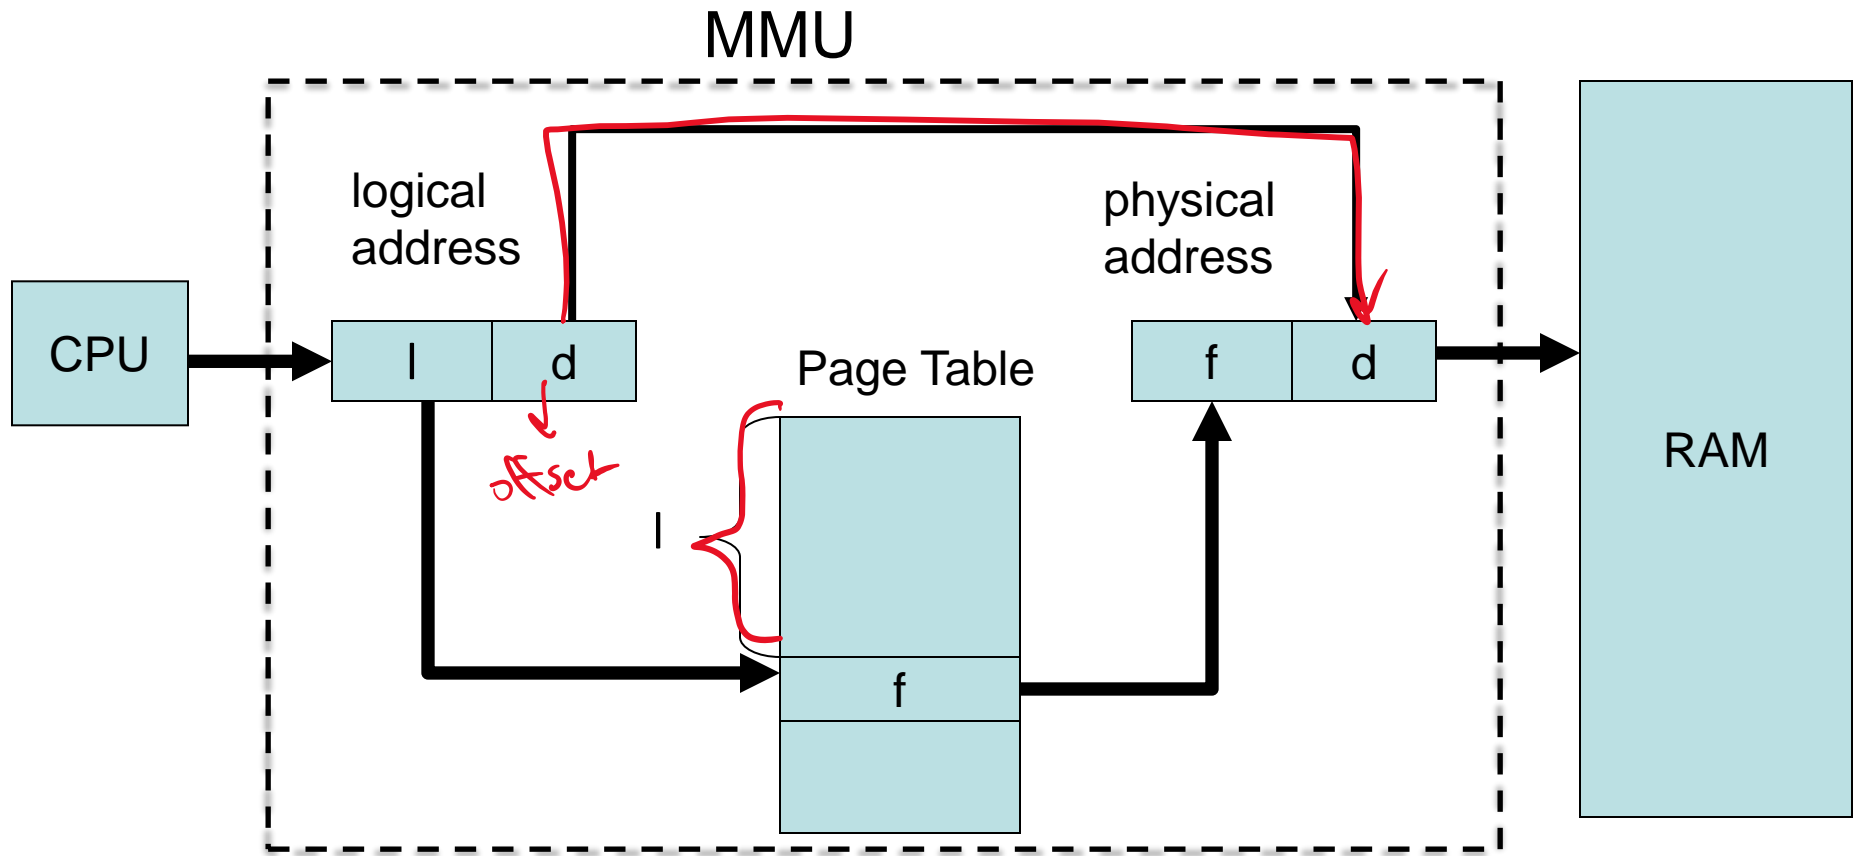 MMU
logical
address
physical
address
CPU
l
d
Page Table
f
d
offset
RAM
l
f